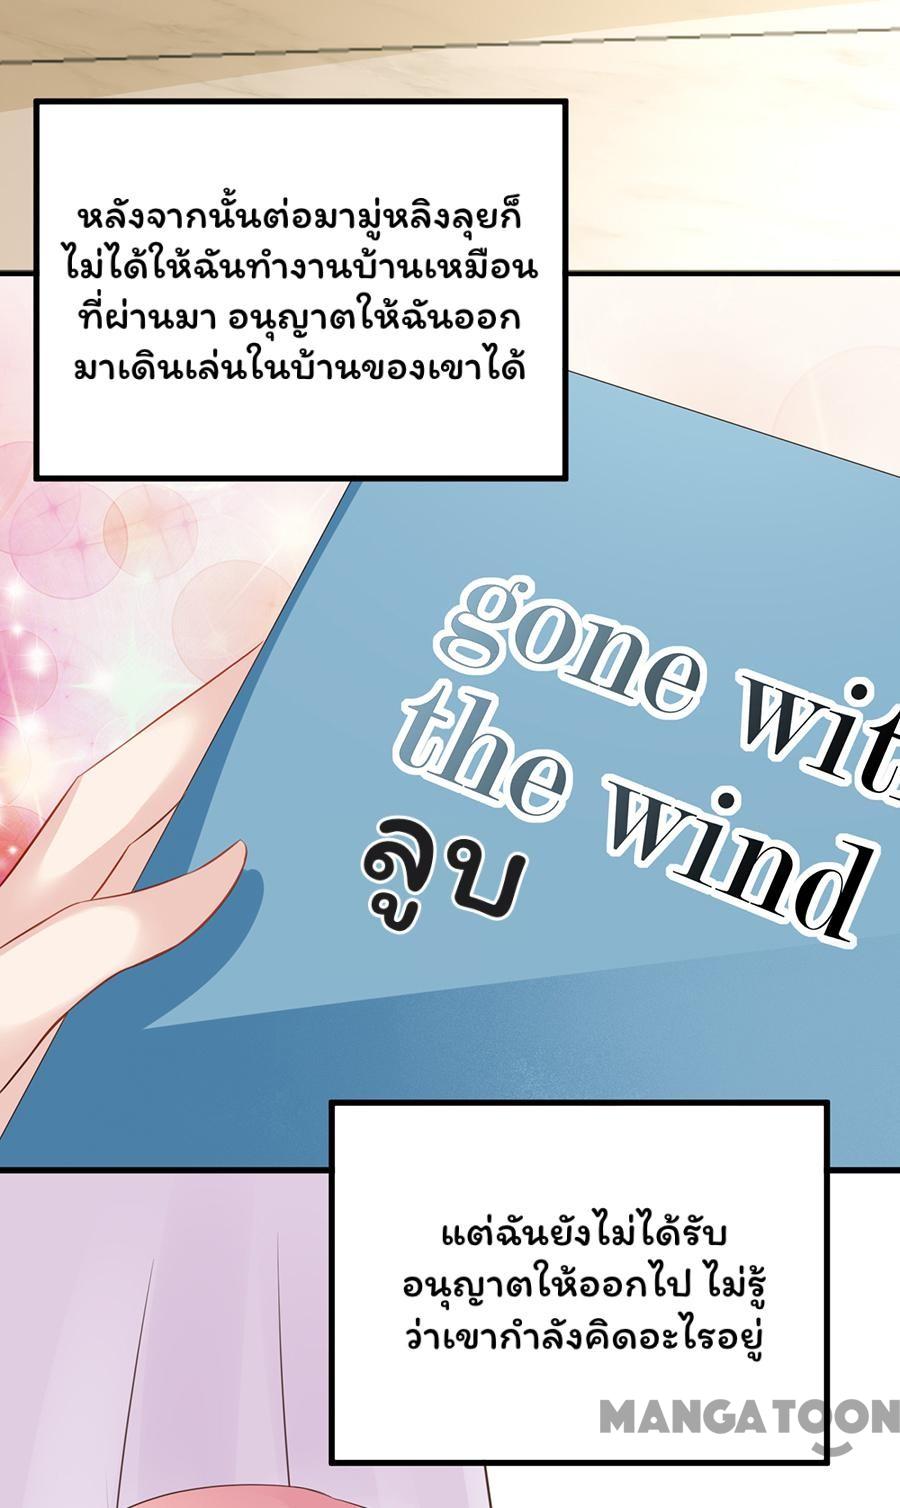 หลังจากนั้นต่อมามู่หลิงลุยก็
ไม่ได้ให้ฉันทำงานบ้านเหมือน
ที่ผ่านมา อนุญาตให้ฉันออก
มาเดินเล่นในบ้านของเขาได้
gone with
the wind
ลูบ
แต่ฉันยังไม่ได้รับ
อนุญาตให้ออกไป ไม่รู้
ว่าเขากำลังคิดอะไรอยู่
MANGATOON